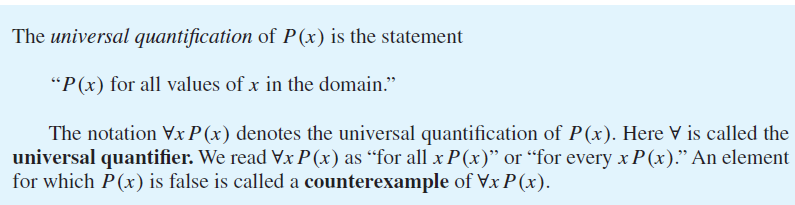 The universal quantification of P(x) is the statement
“P(x) for all values of x in the domain.”
The notation ∀x P(x) denotes the universal quantification of P(x). Here ∀ is called the
universal quantifier. We read ∀x P(x) as “for all x P(x)” or “for every x P(x).” An element
for which P(x) is false is called a counterexample of ∀x P(x).